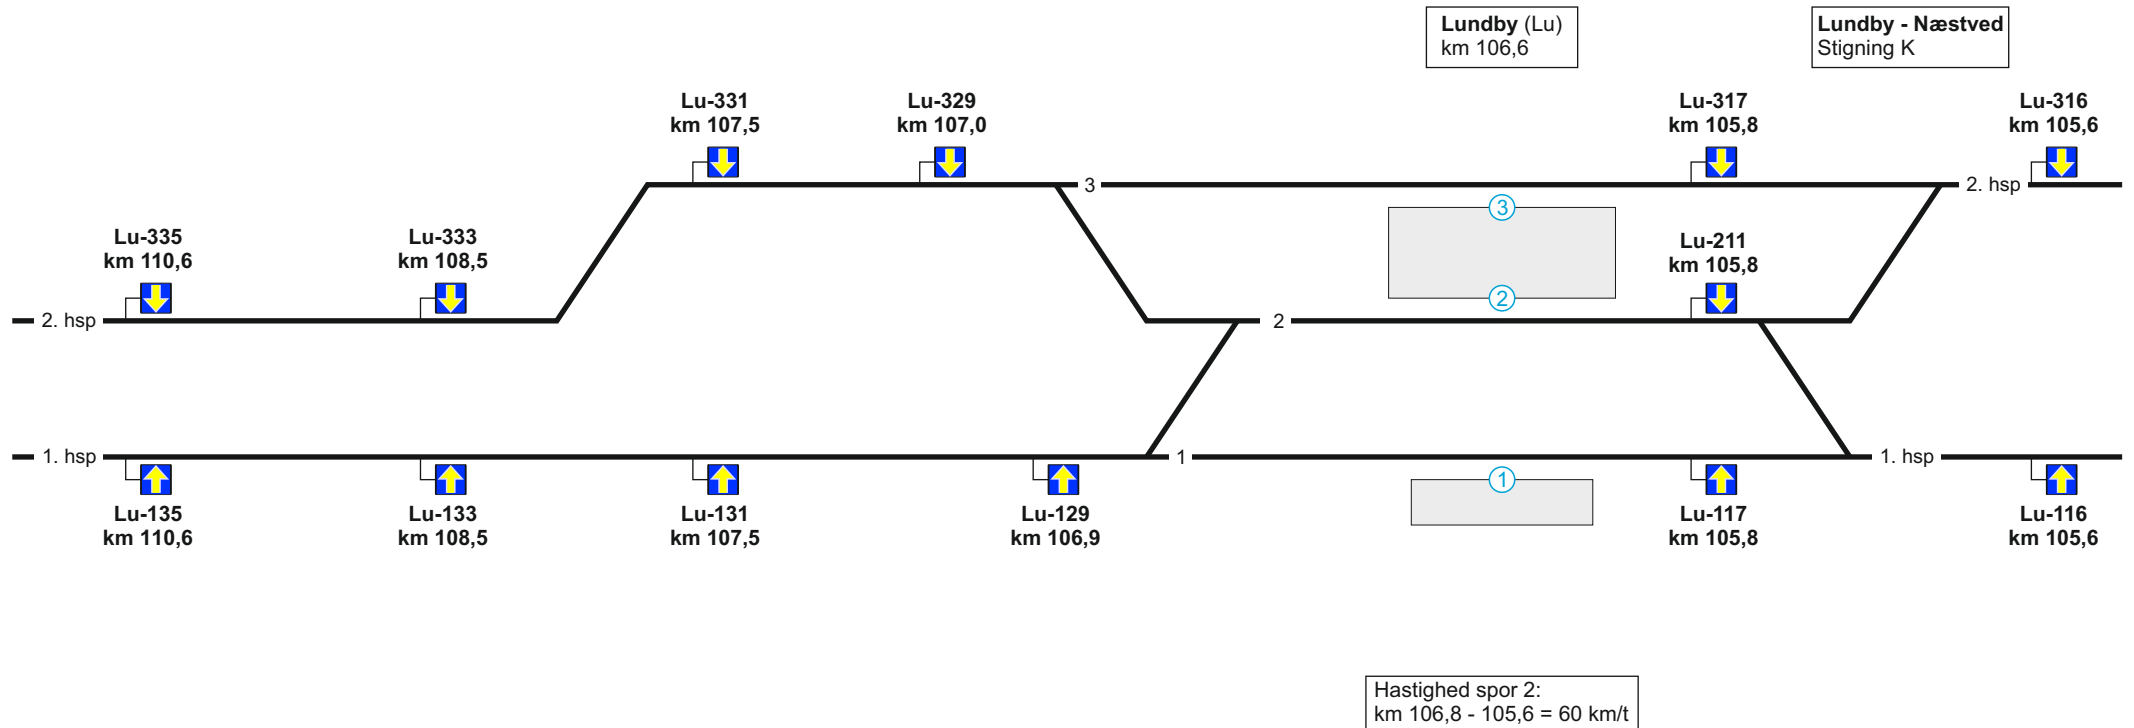 Lundby (Lu)
km 106,6
Lundby - Næstved
Stigning K
Lu-331
km 107,5
Lu-329
km 107,0
Lu-317
km 105,8
Lu-316
km 105,6
3
2. hsp
3
Lu-335
km 110,6
Lu-333
km 108,5
Lu-211
km 105,8
2
2. hsp
2
1. hsp
1
1. hsp
1
Lu-135
km 110,6
Lu-133
km 108,5
Lu-131
km 107,5
Lu-129
km 106,9
Lu-117
km 105,8
Lu-116
km 105,6
Hastighed spor 2:
km 106,8 - 105,6 = 60 km/t